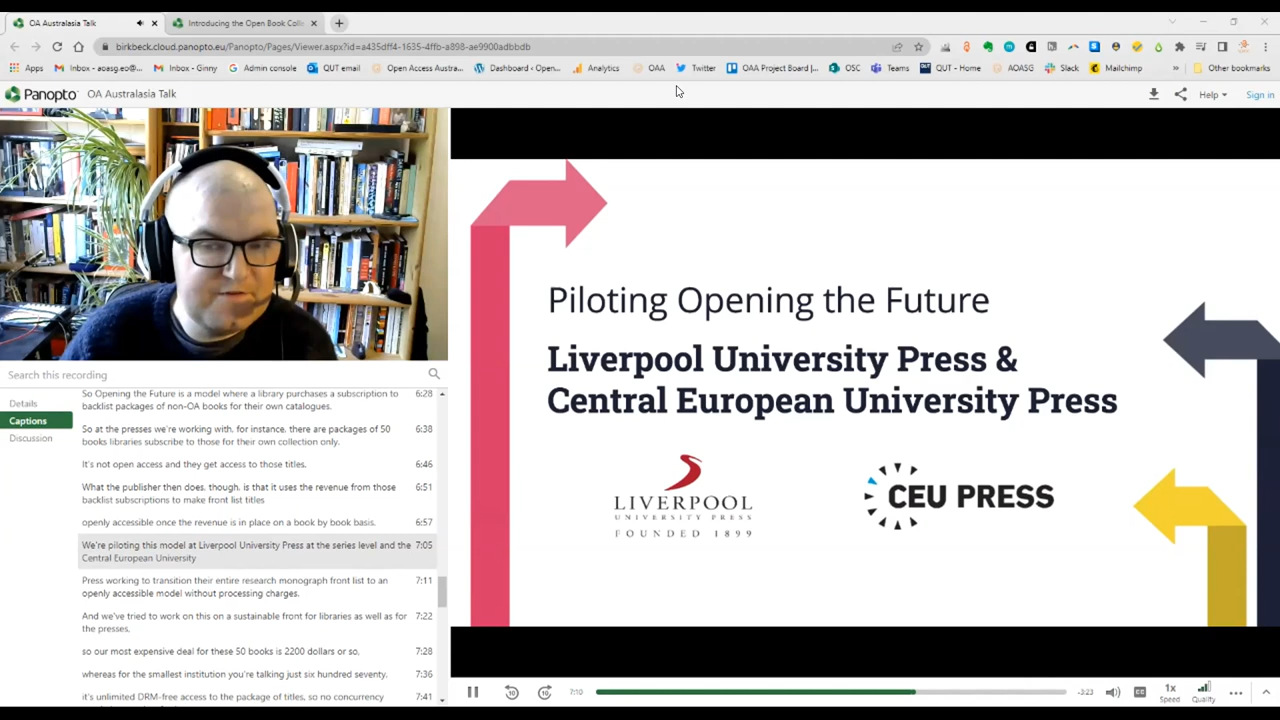 OA Australasia Talk
Introducing the Open Book Colle
birkbeck.cloud.panopto.eu/Panopto/Pages/Viewer.aspx?id=a435dff4-1635-4ffb-a898-ae9900adbbdb
Apps
Inbox - assag.eo@...
Inbox - Ginny
Admin console
QUT email
Open Access Austra...
Dashboard ‹ Open...
Analytics
OAA
Twitter
OAA Project Board |...
OSC
Teams
QUT - Home
AOASG
Slack
Mailchimp
»
Other bookmarks
Panopto
OA Australasia Talk
Help
Sign in
Piloting Opening the Future
Liverpool University Press &
Central European University Press
LIVERPOOL
UNIVERSITY PRESS
FOUNDED 1899
CEU PRESS
Search this recording
Details
Captions
Discussion
So Opening the Future is a model where a library purchases a subscription to 6:28
backlist packages of non-OA books for their own catalogues.
So at the presses we're working with, for instance, there are packages of 50 6:38
books libraries subscribe to those for their own collection only.
It's not open access and they get access to those titles. 6:46
What the publisher then does, though, is that it uses the revenue from those 6:51
backlist subscriptions to make front list titles
openly accessible once the revenue is in place on a book by book basis. 6:57
We're piloting this model at Liverpool University Press at the series level and the 7:05
Central European University
Press working to transition their entire research monograph front list to an 7:11
openly accessible model without processing charges.
And we've tried to work on this on a sustainable front for libraries as well as for 7:22
the presses,
so our most expensive deal for these 50 books is 2200 dollars or so, 7:28
whereas for the smallest institution you're talking just six hundred seventy. 7:36
it's unlimited DRM-free access to the package of titles, so no concurrency 7:41
10
10
7:10
-3:23
1x
Speed
Quality